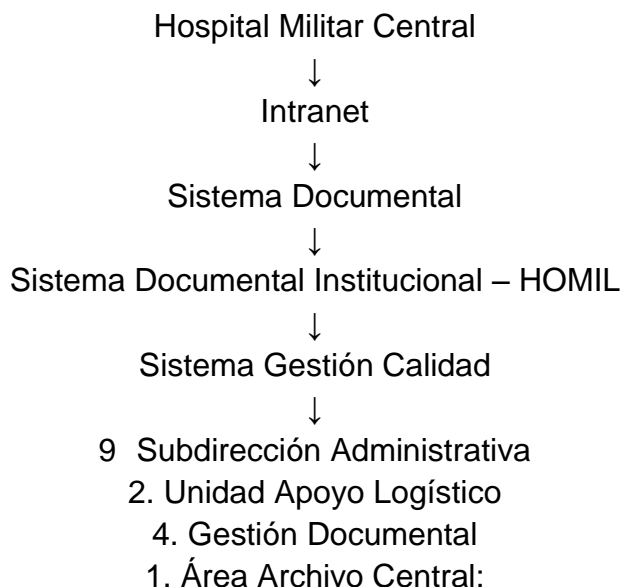 Hospital Militar Central
↓
Intranet
↓
Sistema Documental
↓
Sistema Documental Institucional – HOMIL
↓
Sistema Gestión Calidad
↓
9 Subdirección Administrativa
2. Unidad Apoyo Logístico
4. Gestión Documental
1. Área Archivo Central: